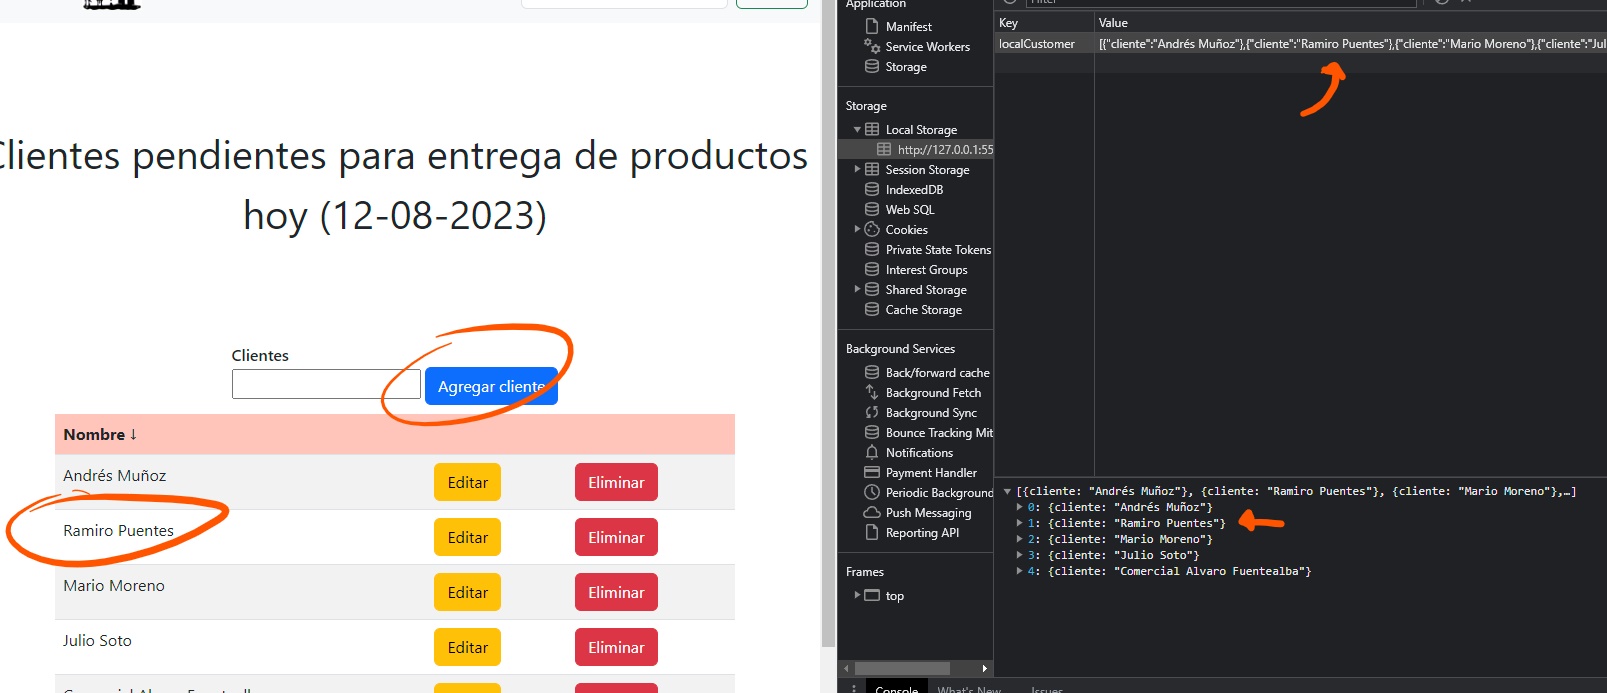 Clientes pendientes para entrega de productos
hoy (12-08-2023)
Clientes
Agregar cliente
Nombre ↓
Andrés Muñoz Editar Eliminar
Ramiro Puentes Editar Eliminar
Mario Moreno Editar Eliminar
Julio Soto Editar Eliminar
Application
Manifest
Service Workers
Storage
Storage
Local Storage
http://127.0.0.1:55
Session Storage
IndexedDB
Web SQL
Cookies
Private State Tokens
Interest Groups
Shared Storage
Cache Storage
Background Services
Back/forward cache
Background Fetch
Background Sync
Bounce Tracking Mit
Notifications
Payment Handler
Periodic Background
Push Messaging
Reporting API
Frames
top
Filter
Key Value
localCustomer [{"cliente":"Andrés Muñoz"},{"cliente":"Ramiro Puentes"},{"cliente":"Mario Moreno"},{"cliente":"Jul
[{cliente: "Andrés Muñoz"}, {cliente: "Ramiro Puentes"}, {cliente: "Mario Moreno"},…]
0: {cliente: "Andrés Muñoz"}
1: {cliente: "Ramiro Puentes"}
2: {cliente: "Mario Moreno"}
3: {cliente: "Julio Soto"}
4: {cliente: "Comercial Alvaro Fuentealba"}
Console What's New Issues